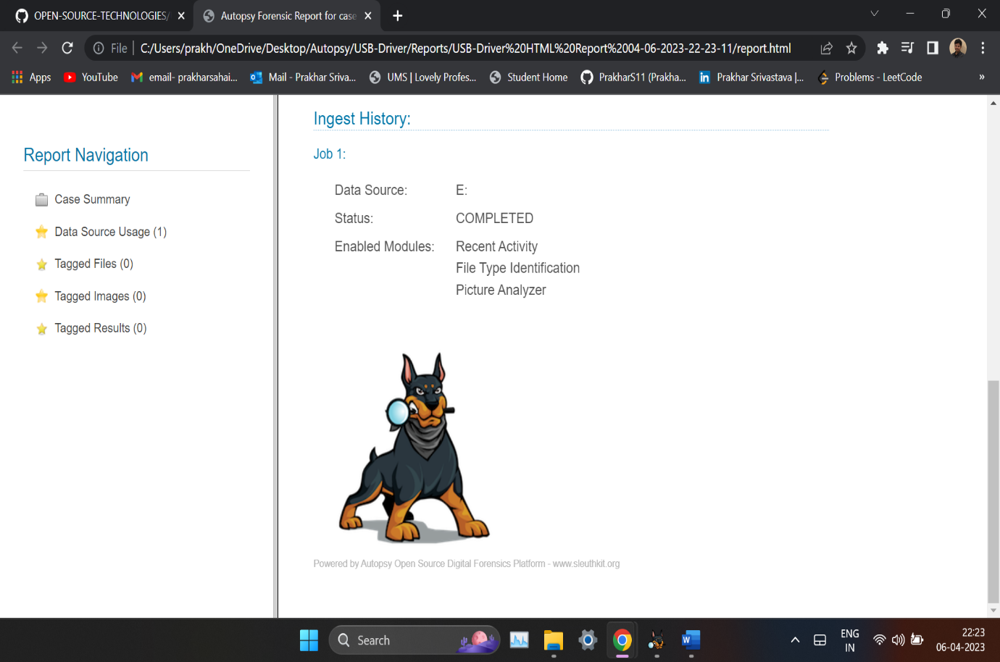 OPEN-SOURCE-TECHNOLOGIES/
Autopsy Forensic Report for case
File
C:/Users/prakh/OneDrive/Desktop/Autopsy/USB-Driver/Reports/USB-Driver%20HTML%20Report%2004-06-2023-22-23-11/report.html
Apps
YouTube
email- prakharsahai...
Mail - Prakhar Sriva...
UMS | Lovely Profes...
Student Home
PrakharS11 (Prakha...
Prakhar Srivastava |...
Problems - LeetCode
»
Report Navigation
Case Summary
Data Source Usage (1)
Tagged Files (0)
Tagged Images (0)
Tagged Results (0)
Ingest History:
Job 1:
Data Source: E:
Status: COMPLETED
Enabled Modules: Recent Activity
File Type Identification
Picture Analyzer
Powered by Autopsy Open Source Digital Forensics Platform - www.sleuthkit.org
Search
ENG
IN
22:23
06-04-2023